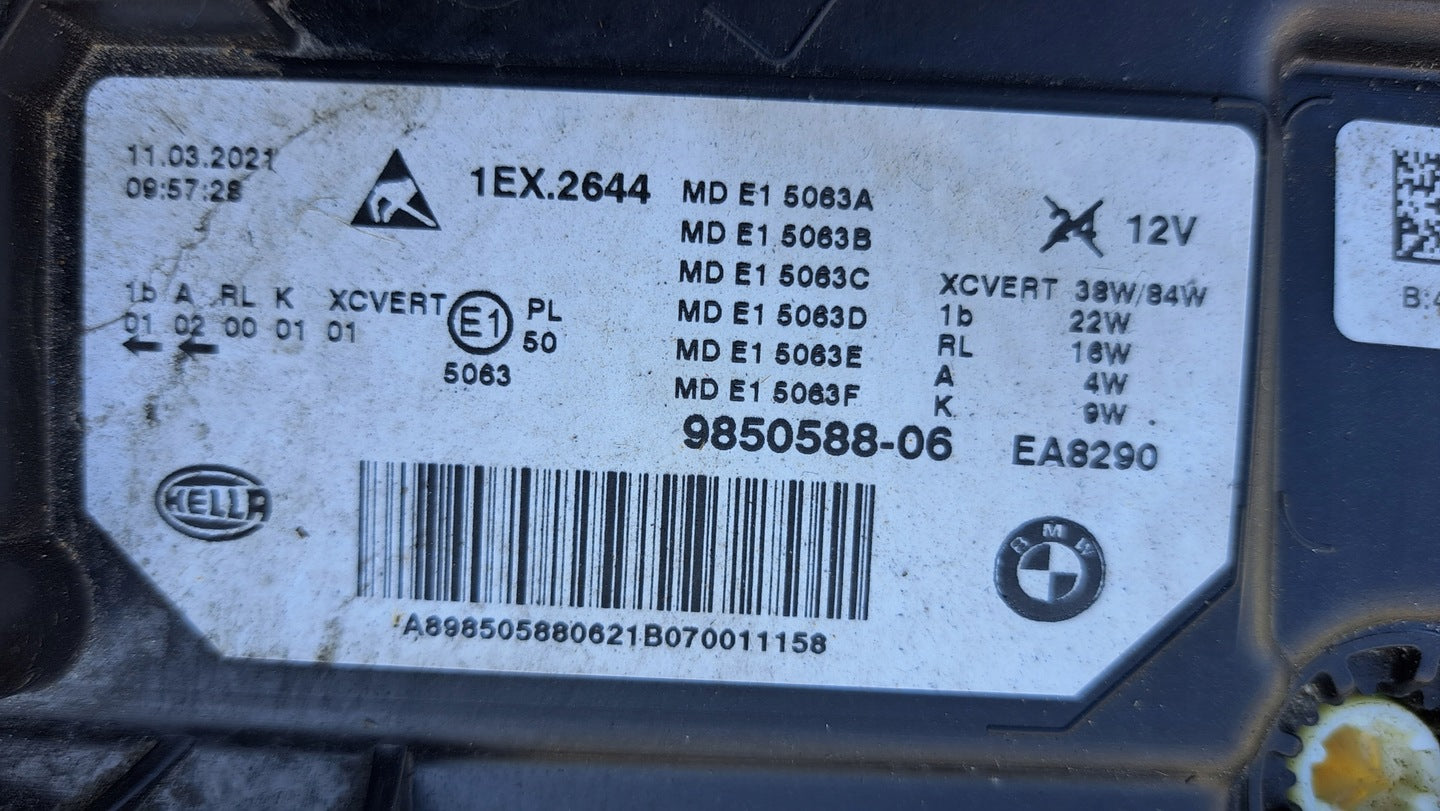 11.03.2021
09:57:28
1EX.2644
MD E1 5063A
MD E1 5063B
MD E1 5063C
MD E1 5063D
MD E1 5063E
MD E1 5063F
24 12V
XCVERT 38W/84W
1b 22W
RL 16W
A 4W
K 9W
1b A RL K XCVERT
01 02 00 01 01
E1
PL
50
5063
9850588-06
EA8290
HELLA
BMW
A898505880621B070011158